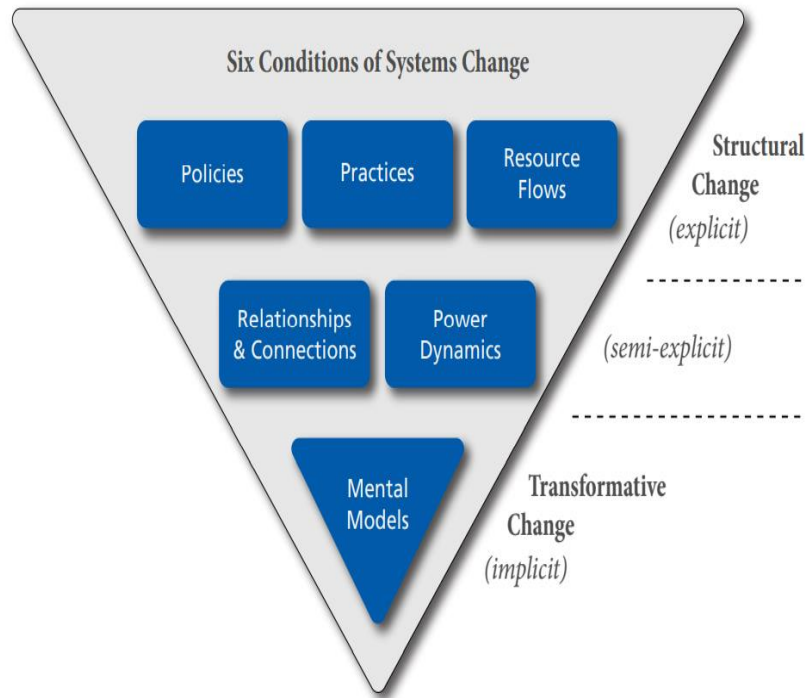 Six Conditions of Systems Change
Policies
Practices
Resource
Flows
Structural
Change
(explicit)
Relationships
& Connections
Power
Dynamics
(semi-explicit)
Mental
Models
Transformative
Change
(implicit)